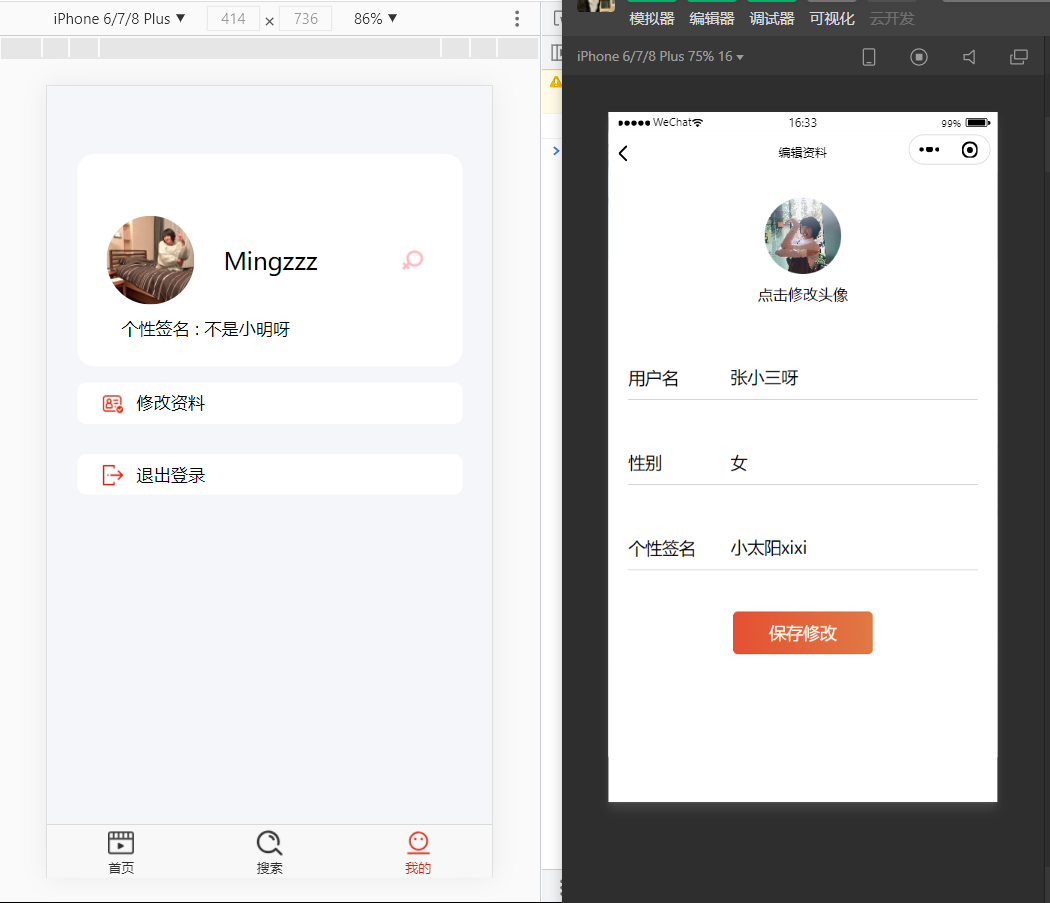 iPhone 6/7/8 Plus ▼ 414 × 736 86% ▼
Mingzzz
个性签名 : 不是小明呀
修改资料
退出登录
首页
搜索
我的
模拟器 编辑器 调试器 可视化 云开发
iPhone 6/7/8 Plus 75% 16
WeChat 16:33 99%
编辑资料
点击修改头像
用户名 张小三呀
性别 女
个性签名 小太阳xixi
保存修改